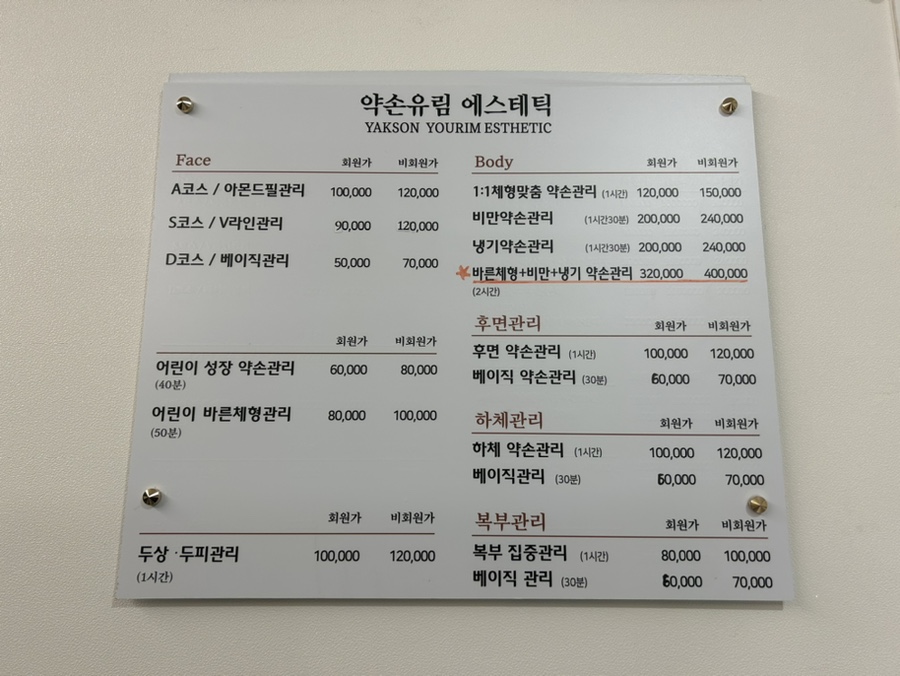 약손유림 에스테틱
YAKSON YOURIM ESTHETIC
Face 회원가 비회원가
A코스 / 아몬드필관리 100,000 120,000
S코스 / V라인관리 90,000 120,000
D코스 / 베이직관리 50,000 70,000
회원가 비회원가
어린이 성장 약손관리 60,000 80,000
(40분)
어린이 바른체형관리 80,000 100,000
(50분)
회원가 비회원가
두상·두피관리 100,000 120,000
(1시간)
Body 회원가 비회원가
1:1체형맞춤 약손관리 (1시간) 120,000 150,000
비만약손관리 (1시간30분) 200,000 240,000
냉기약손관리 (1시간30분) 200,000 240,000
바른체형+비만+냉기 약손관리 320,000 400,000
(2시간)
후면관리 회원가 비회원가
후면 약손관리 (1시간) 100,000 120,000
베이직 약손관리 (30분) 70,000
하체관리 회원가 비회원가
하체 약손관리 (1시간) 100,000 120,000
베이직관리 (30분) 70,000
복부관리 회원가 비회원가
복부 집중관리 (1시간) 80,000 100,000
베이직 관리 (30분) 70,000